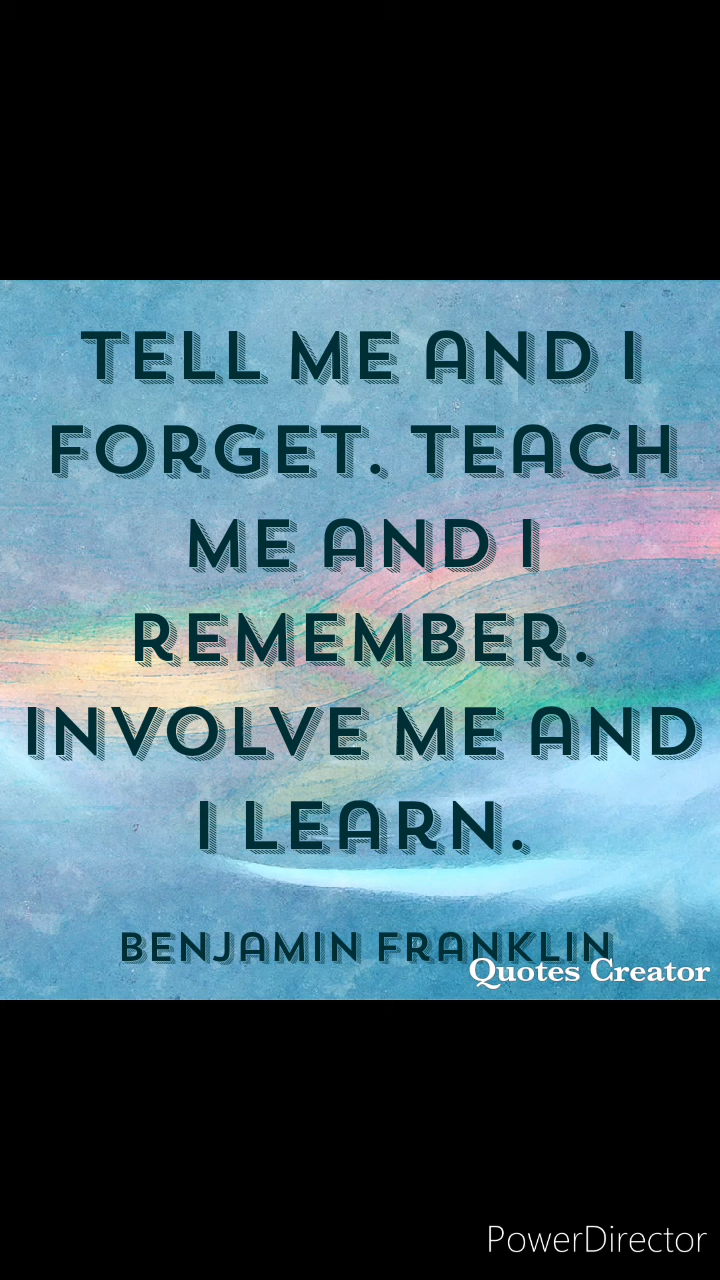 TELL ME AND I
FORGET. TEACH
ME AND I
REMEMBER.
INVOLVE ME AND
I LEARN.
BENJAMIN FRANKLIN
Quotes Creator
PowerDirector